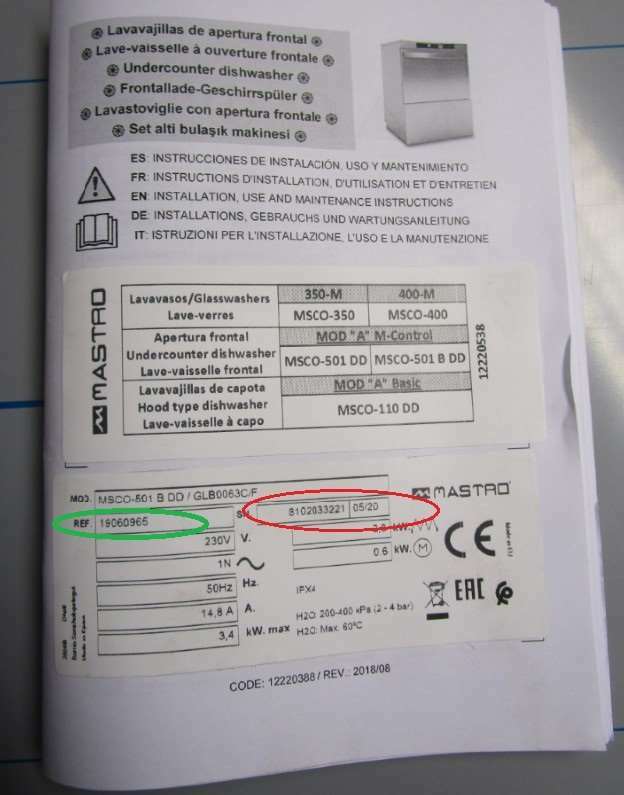 Lavavajillas de apertura frontal
Lave-vaisselle à ouverture frontale
Undercounter dishwasher
Frontallade-Geschirrspüler
Lavastoviglie con apertura frontale
Set alti bulaşık makinesi
ES: INSTRUCCIONES DE INSTALACIÓN, USO Y MANTENIMIENTO
FR: INSTRUCTIONS D'INSTALLATION, D'UTILISATION ET D'ENTRETIEN
EN: INSTALLATION, USE AND MAINTENANCE INSTRUCTIONS
DE: INSTALLATIONS, GEBRAUCHS UND WARTUNGSANLEITUNG
IT: ISTRUZIONI PER L'INSTALLAZIONE, L'USO E LA MANUTENZIONE
MASTRO
Lavavasos/Glasswashers
Lave-verres
350-M 400-M
MSCO-350 MSCO-400
Apertura frontal
Undercounter dishwasher
Lave-vaisselle frontal
MOD "A" M-Control
MSCO-501 DD MSCO-501 B DD
Lavavajillas de capota
Hood type dishwasher
Lave-vaisselle à capo
MOD "A" Basic
MSCO-110 DD
12220538
MOD. MSCO-501 B DD / GLB0063C/F
MASTRO
REF. 19060965
8102033221 05/20
230V V.
kW.
1N
0.6 kW. M
CE
50Hz Hz.
IPX4
EAC
14,8 A A.
H2O: 200-400 kPa (2 - 4 bar)
3,4 kW. max
H2O: Max. 60ºC
CODE: 12220388 / REV.: 2018/08